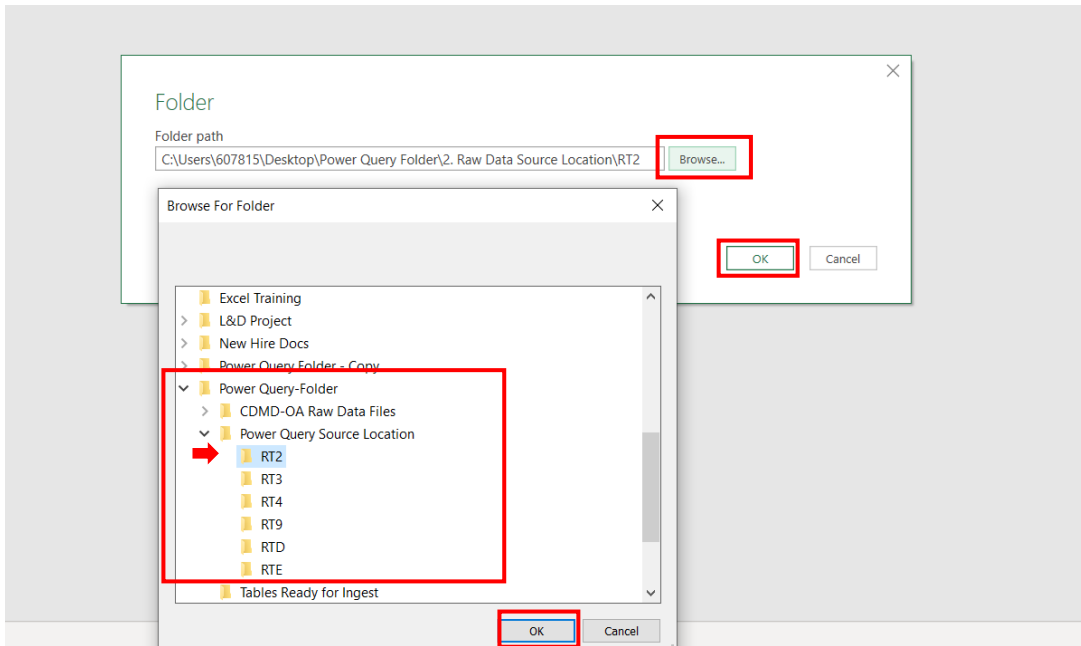 Folder
Folder path
C:\Users\607815\Desktop\Power Query Folder\2. Raw Data Source Location\RT2
Browse...
Browse For Folder
OK
Cancel
Excel Training
L&D Project
New Hire Docs
Power Query Folder - Copy
Power Query-Folder
CDMD-OA Raw Data Files
Power Query Source Location
RT2
RT3
RT4
RT9
RTD
RTE
Tables Ready for Ingest
OK
Cancel